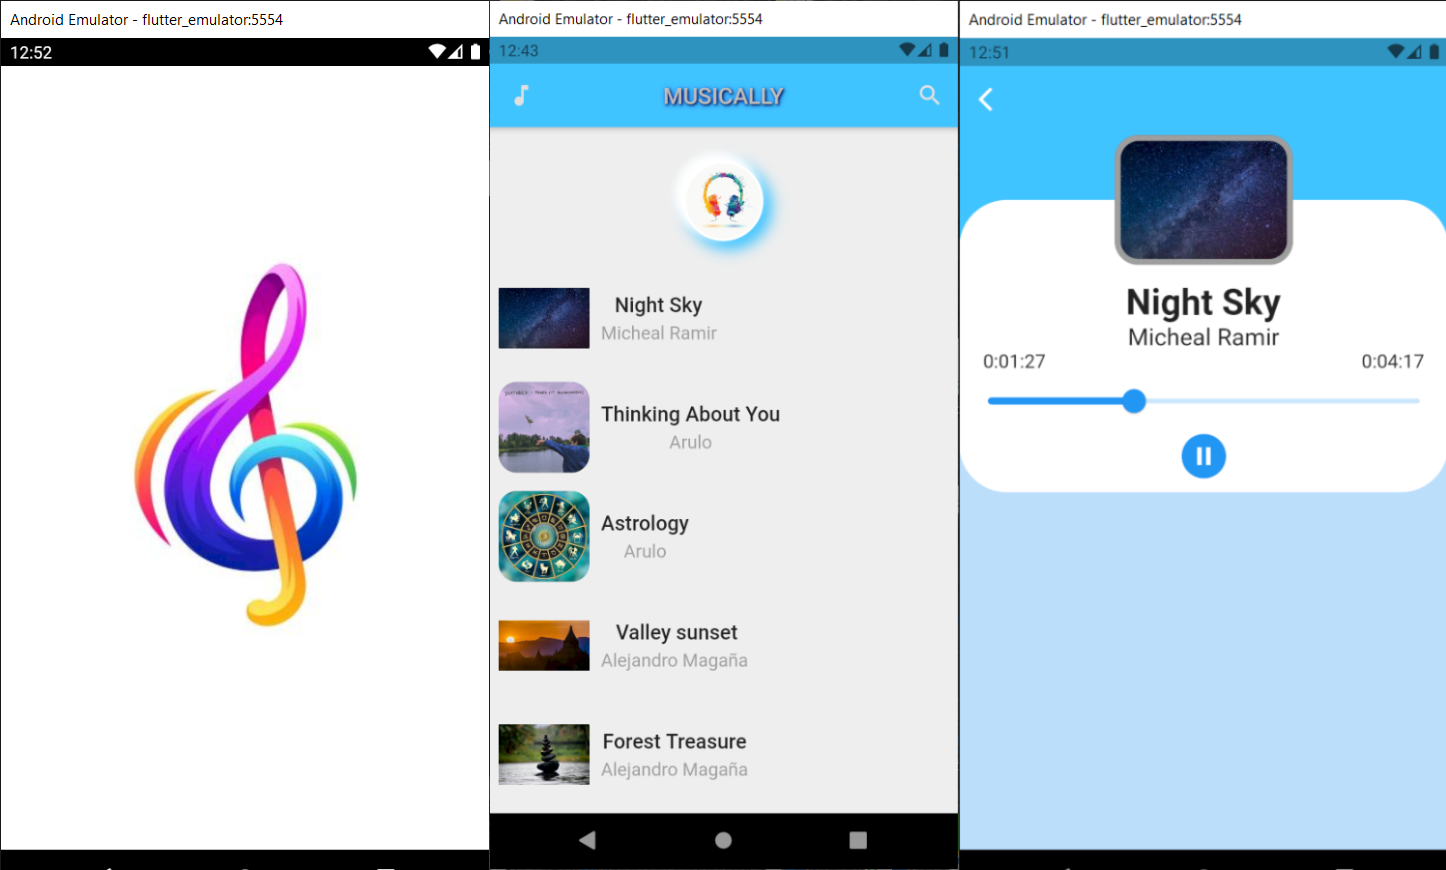 Android Emulator - flutter_emulator:5554
12:52
Android Emulator - flutter_emulator:5554
12:43
MUSICALLY
Night Sky
Micheal Ramir
Thinking About You
Arulo
Astrology
Arulo
Valley sunset
Alejandro Magaña
Forest Treasure
Alejandro Magaña
Android Emulator - flutter_emulator:5554
12:51
Night Sky
Micheal Ramir
0:01:27
0:04:17